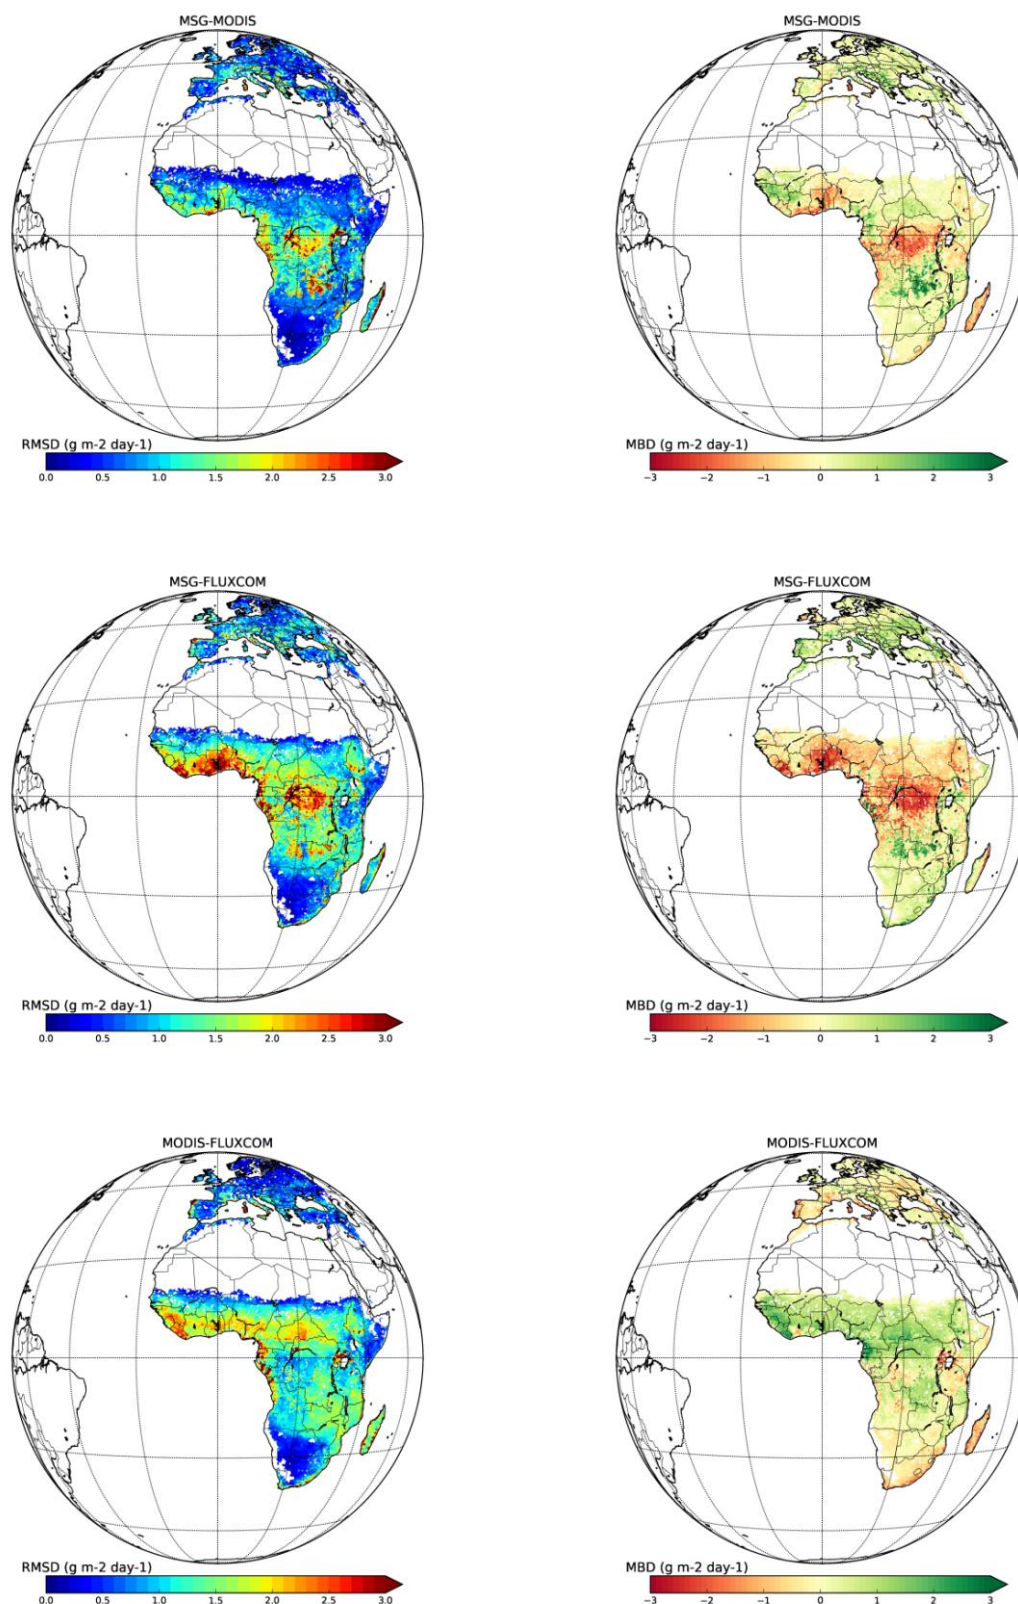 MSG-MODIS
MSG-MODIS
RMSD (g m-2 day-1)
0.0 0.5 1.0 1.5 2.0 2.5 3.0
MBD (g m-2 day-1)
−3 −2 −1 0 1 2 3
MSG-FLUXCOM
MSG-FLUXCOM
RMSD (g m-2 day-1)
0.0 0.5 1.0 1.5 2.0 2.5 3.0
MBD (g m-2 day-1)
−3 −2 −1 0 1 2 3
MODIS-FLUXCOM
MODIS-FLUXCOM
RMSD (g m-2 day-1)
0.0 0.5 1.0 1.5 2.0 2.5 3.0
MBD (g m-2 day-1)
−3 −2 −1 0 1 2 3